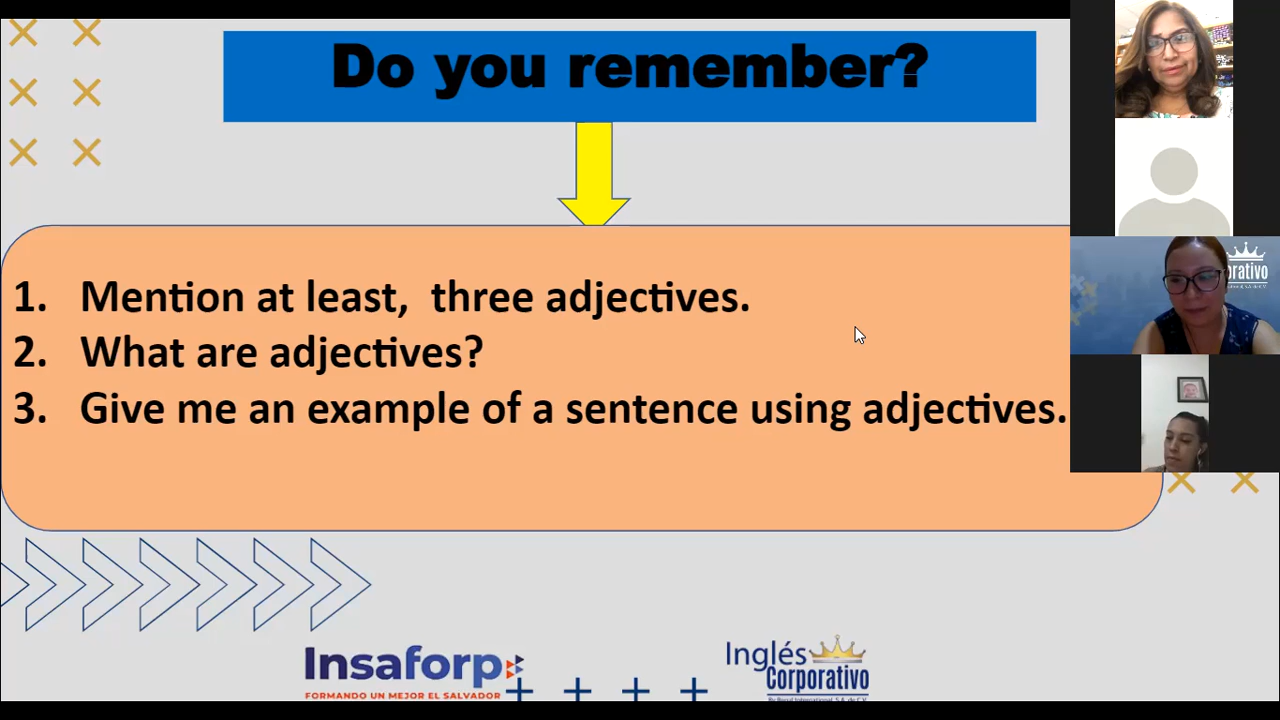 Do you remember?
1. Mention at least, three adjectives.
2. What are adjectives?
3. Give me an example of a sentence using adjectives.
Insaforp
FORMANDO UN MEJOR EL SALVADOR
Inglés
Corporativo
orativo